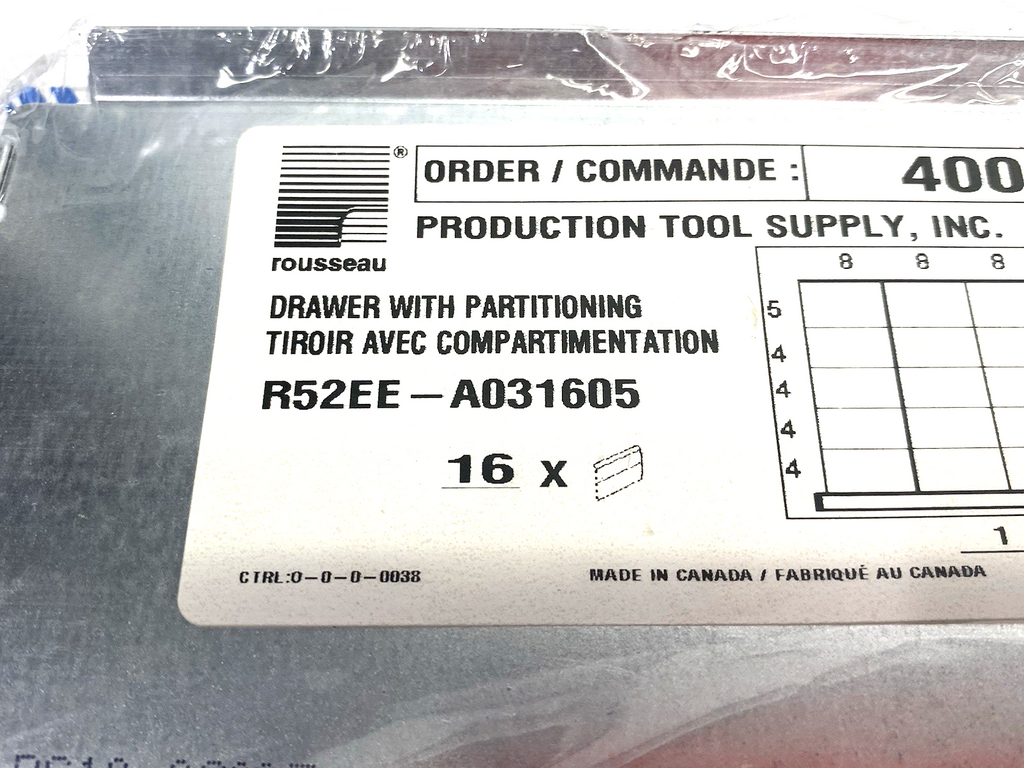 ®
ORDER / COMMANDE : 400
PRODUCTION TOOL SUPPLY, INC.
rousseau
8 8 8
DRAWER WITH PARTITIONING
5
TIROIR AVEC COMPARTIMENTATION
4
R52EE-A031605
4
4
16 X
4
1
CTRL:0-0-0-0038
MADE IN CANADA / FABRIQUÉ AU CANADA